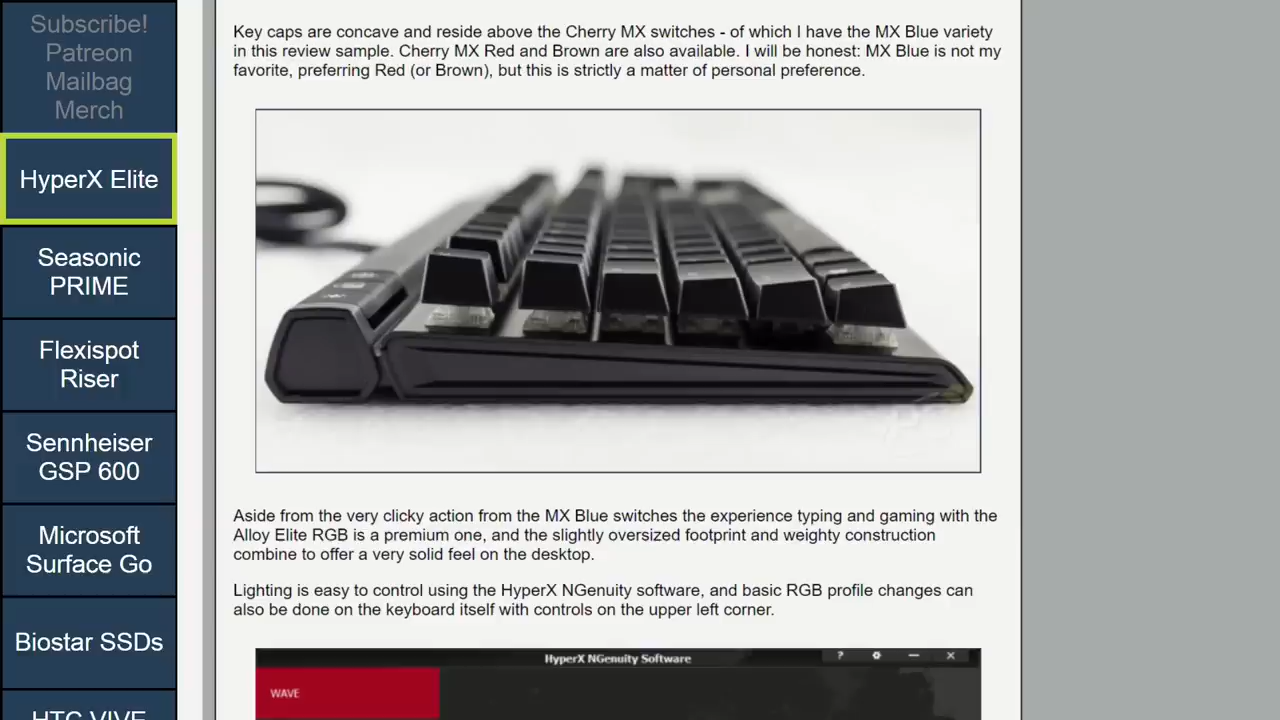 Subscribe!
Patreon
Mailbag
Merch
HyperX Elite
Seasonic
PRIME
Flexispot
Riser
Sennheiser
GSP 600
Microsoft
Surface Go
Biostar SSDs
HTC VIVE
Key caps are concave and reside above the Cherry MX switches - of which I have the MX Blue variety
in this review sample. Cherry MX Red and Brown are also available. I will be honest: MX Blue is not my
favorite, preferring Red (or Brown), but this is strictly a matter of personal preference.
Aside from the very clicky action from the MX Blue switches the experience typing and gaming with the
Alloy Elite RGB is a premium one, and the slightly oversized footprint and weighty construction
combine to offer a very solid feel on the desktop.
Lighting is easy to control using the HyperX NGenuity software, and basic RGB profile changes can
also be done on the keyboard itself with controls on the upper left corner.
HyperX NGenuity Software
?
WAVE